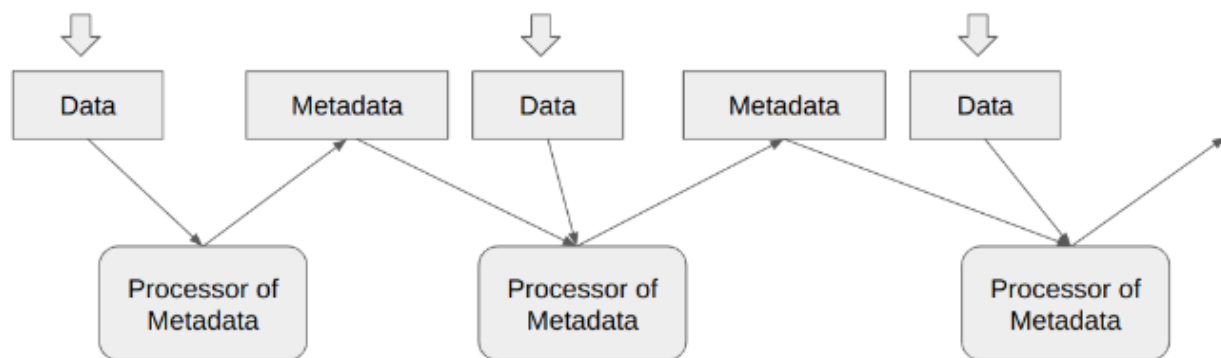 Data
Metadata
Data
Metadata
Data
Processor of
Metadata
Processor of
Metadata
Processor of
Metadata